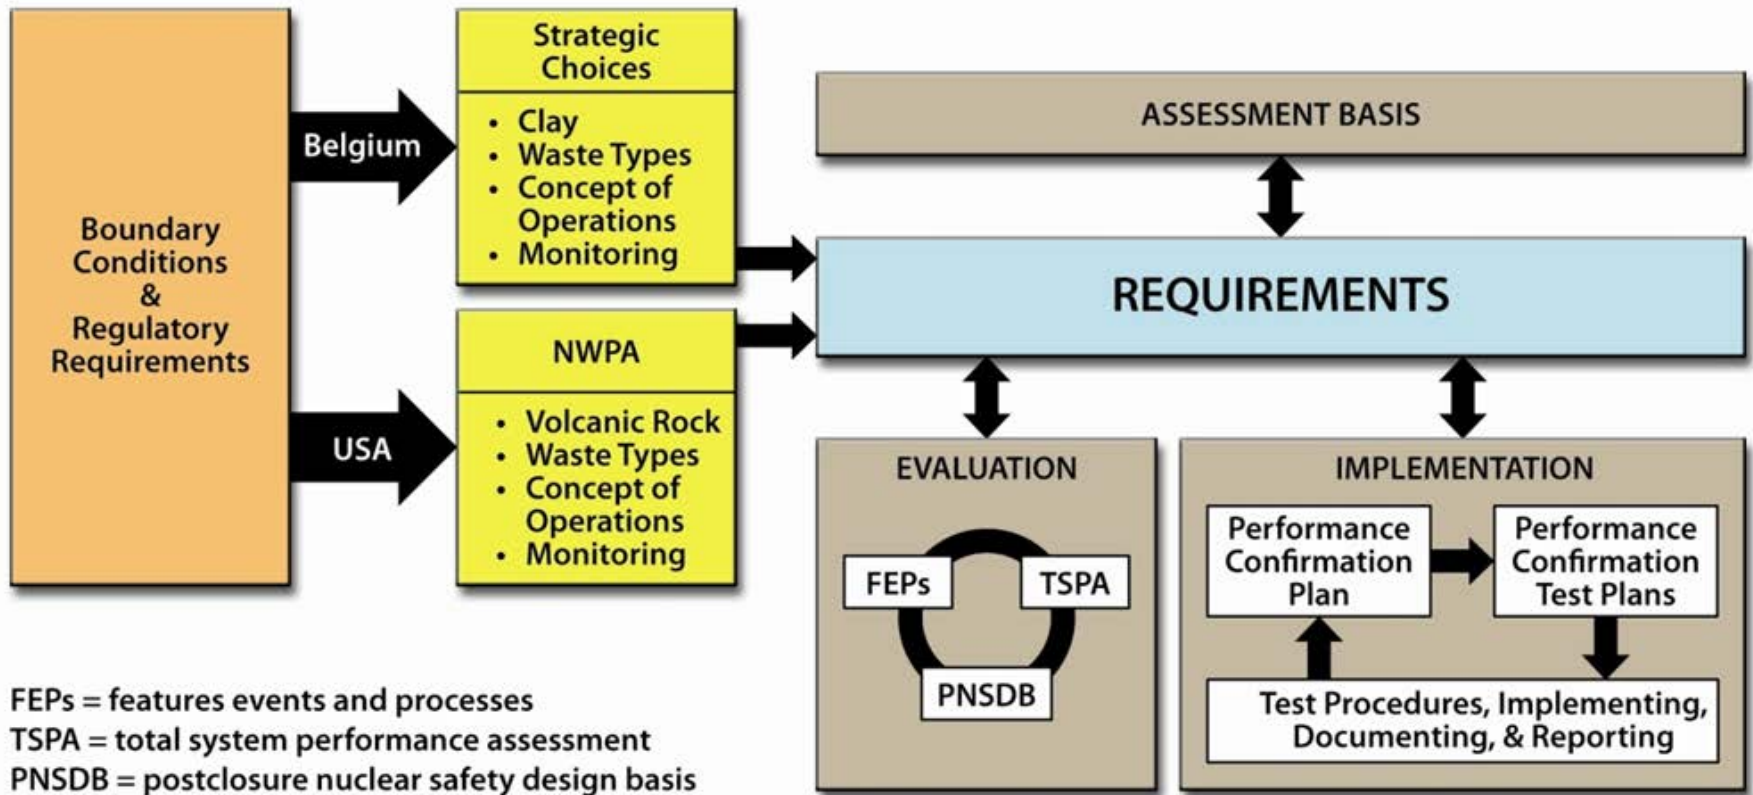 Boundary
Conditions
&
Regulatory
Requirements
Belgium
USA
Strategic
Choices
• Clay
• Waste Types
• Concept of
Operations
• Monitoring
NWPA
• Volcanic Rock
• Waste Types
• Concept of
Operations
• Monitoring
ASSESSMENT BASIS
REQUIREMENTS
EVALUATION
FEPs
TSPA
PNSDB
IMPLEMENTATION
Performance
Confirmation
Plan
Performance
Confirmation
Test Plans
Test Procedures, Implementing,
Documenting, & Reporting
FEPs = features events and processes
TSPA = total system performance assessment
PNSDB = postclosure nuclear safety design basis